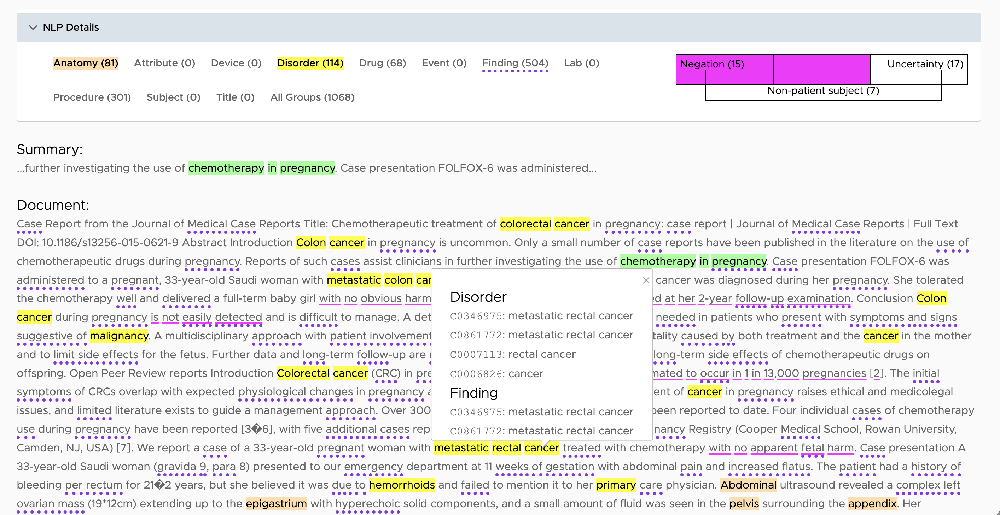 NLP Details
Anatomy (81) Attribute (0) Device (0) Disorder (114) Drug (68) Event (0) Finding (504) Lab (0)
Procedure (301) Subject (0) Title (0) All Groups (1068)
Negation (15) Uncertainty (17)
Non-patient subject (7)
Summary:
...further investigating the use of chemotherapy in pregnancy. Case presentation FOLFOX-6 was administered...
Document:
Case Report from the Journal of Medical Case Reports Title: Chemotherapeutic treatment of colorectal cancer in pregnancy: case report | Journal of Medical Case Reports | Full Text
DOI: 10.1186/s13256-015-0621-9 Abstract Introduction Colon cancer in pregnancy is uncommon. Only a small number of case reports have been published in the literature on the use of
chemotherapeutic drugs during pregnancy. Reports of such cases assist clinicians in further investigating the use of chemotherapy in pregnancy. Case presentation FOLFOX-6 was
administered to a pregnant, 33-year-old Saudi woman with metastatic colon cancer was diagnosed during her pregnancy. She tolerated
the chemotherapy well and delivered a full-term baby girl with no obvious harm at her 2-year follow-up examination. Conclusion Colon
cancer during pregnancy is not easily detected and is difficult to manage. A needed in patients who present with symptoms and signs
suggestive of malignancy. A multidisciplinary approach with patient involvement caused by both treatment and the cancer in the mother
and to limit side effects for the fetus. Further data and long-term follow-up are long-term side effects of chemotherapeutic drugs on
offspring. Open Peer Review reports Introduction Colorectal cancer (CRC) in to occur in 1 in 13,000 pregnancies [2]. The initial
symptoms of CRCs overlap with expected physiological changes in pregnancy of cancer in pregnancy raises ethical and medicolegal
issues, and limited literature exists to guide a management approach. Over 300 been reported to date. Four individual cases of chemotherapy
use during pregnancy have been reported [3�6], with five additional cases Registry (Cooper Medical School, Rowan University,
Camden, NJ, USA) [7]. We report a case of a 33-year-old pregnant woman with metastatic rectal cancer treated with chemotherapy with no apparent fetal harm. Case presentation A
33-year-old Saudi woman (gravida 9, para 8) presented to our emergency department at 11 weeks of gestation with abdominal pain and increased flatus. The patient had a history of
bleeding per rectum for 21�2 years, but she believed it was due to hemorrhoids and failed to mention it to her primary care physician. Abdominal ultrasound revealed a complex left
ovarian mass (19*12cm) extending up to the epigastrium with hyperechoic solid components, and a small amount of fluid was seen in the pelvis surrounding the appendix. Her
Disorder
C0346975: metastatic rectal cancer
C0861772: metastatic rectal cancer
C0007113: rectal cancer
C0006826: cancer
Finding
C0346975: metastatic rectal cancer
C0861772: metastatic rectal cancer